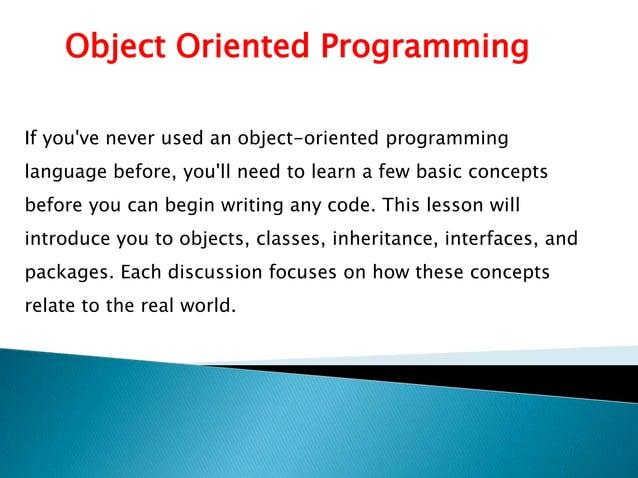 Object Oriented Programming
If you've never used an object-oriented programming
language before, you'll need to learn a few basic concepts
before you can begin writing any code. This lesson will
introduce you to objects, classes, inheritance, interfaces, and
packages. Each discussion focuses on how these concepts
relate to the real world.